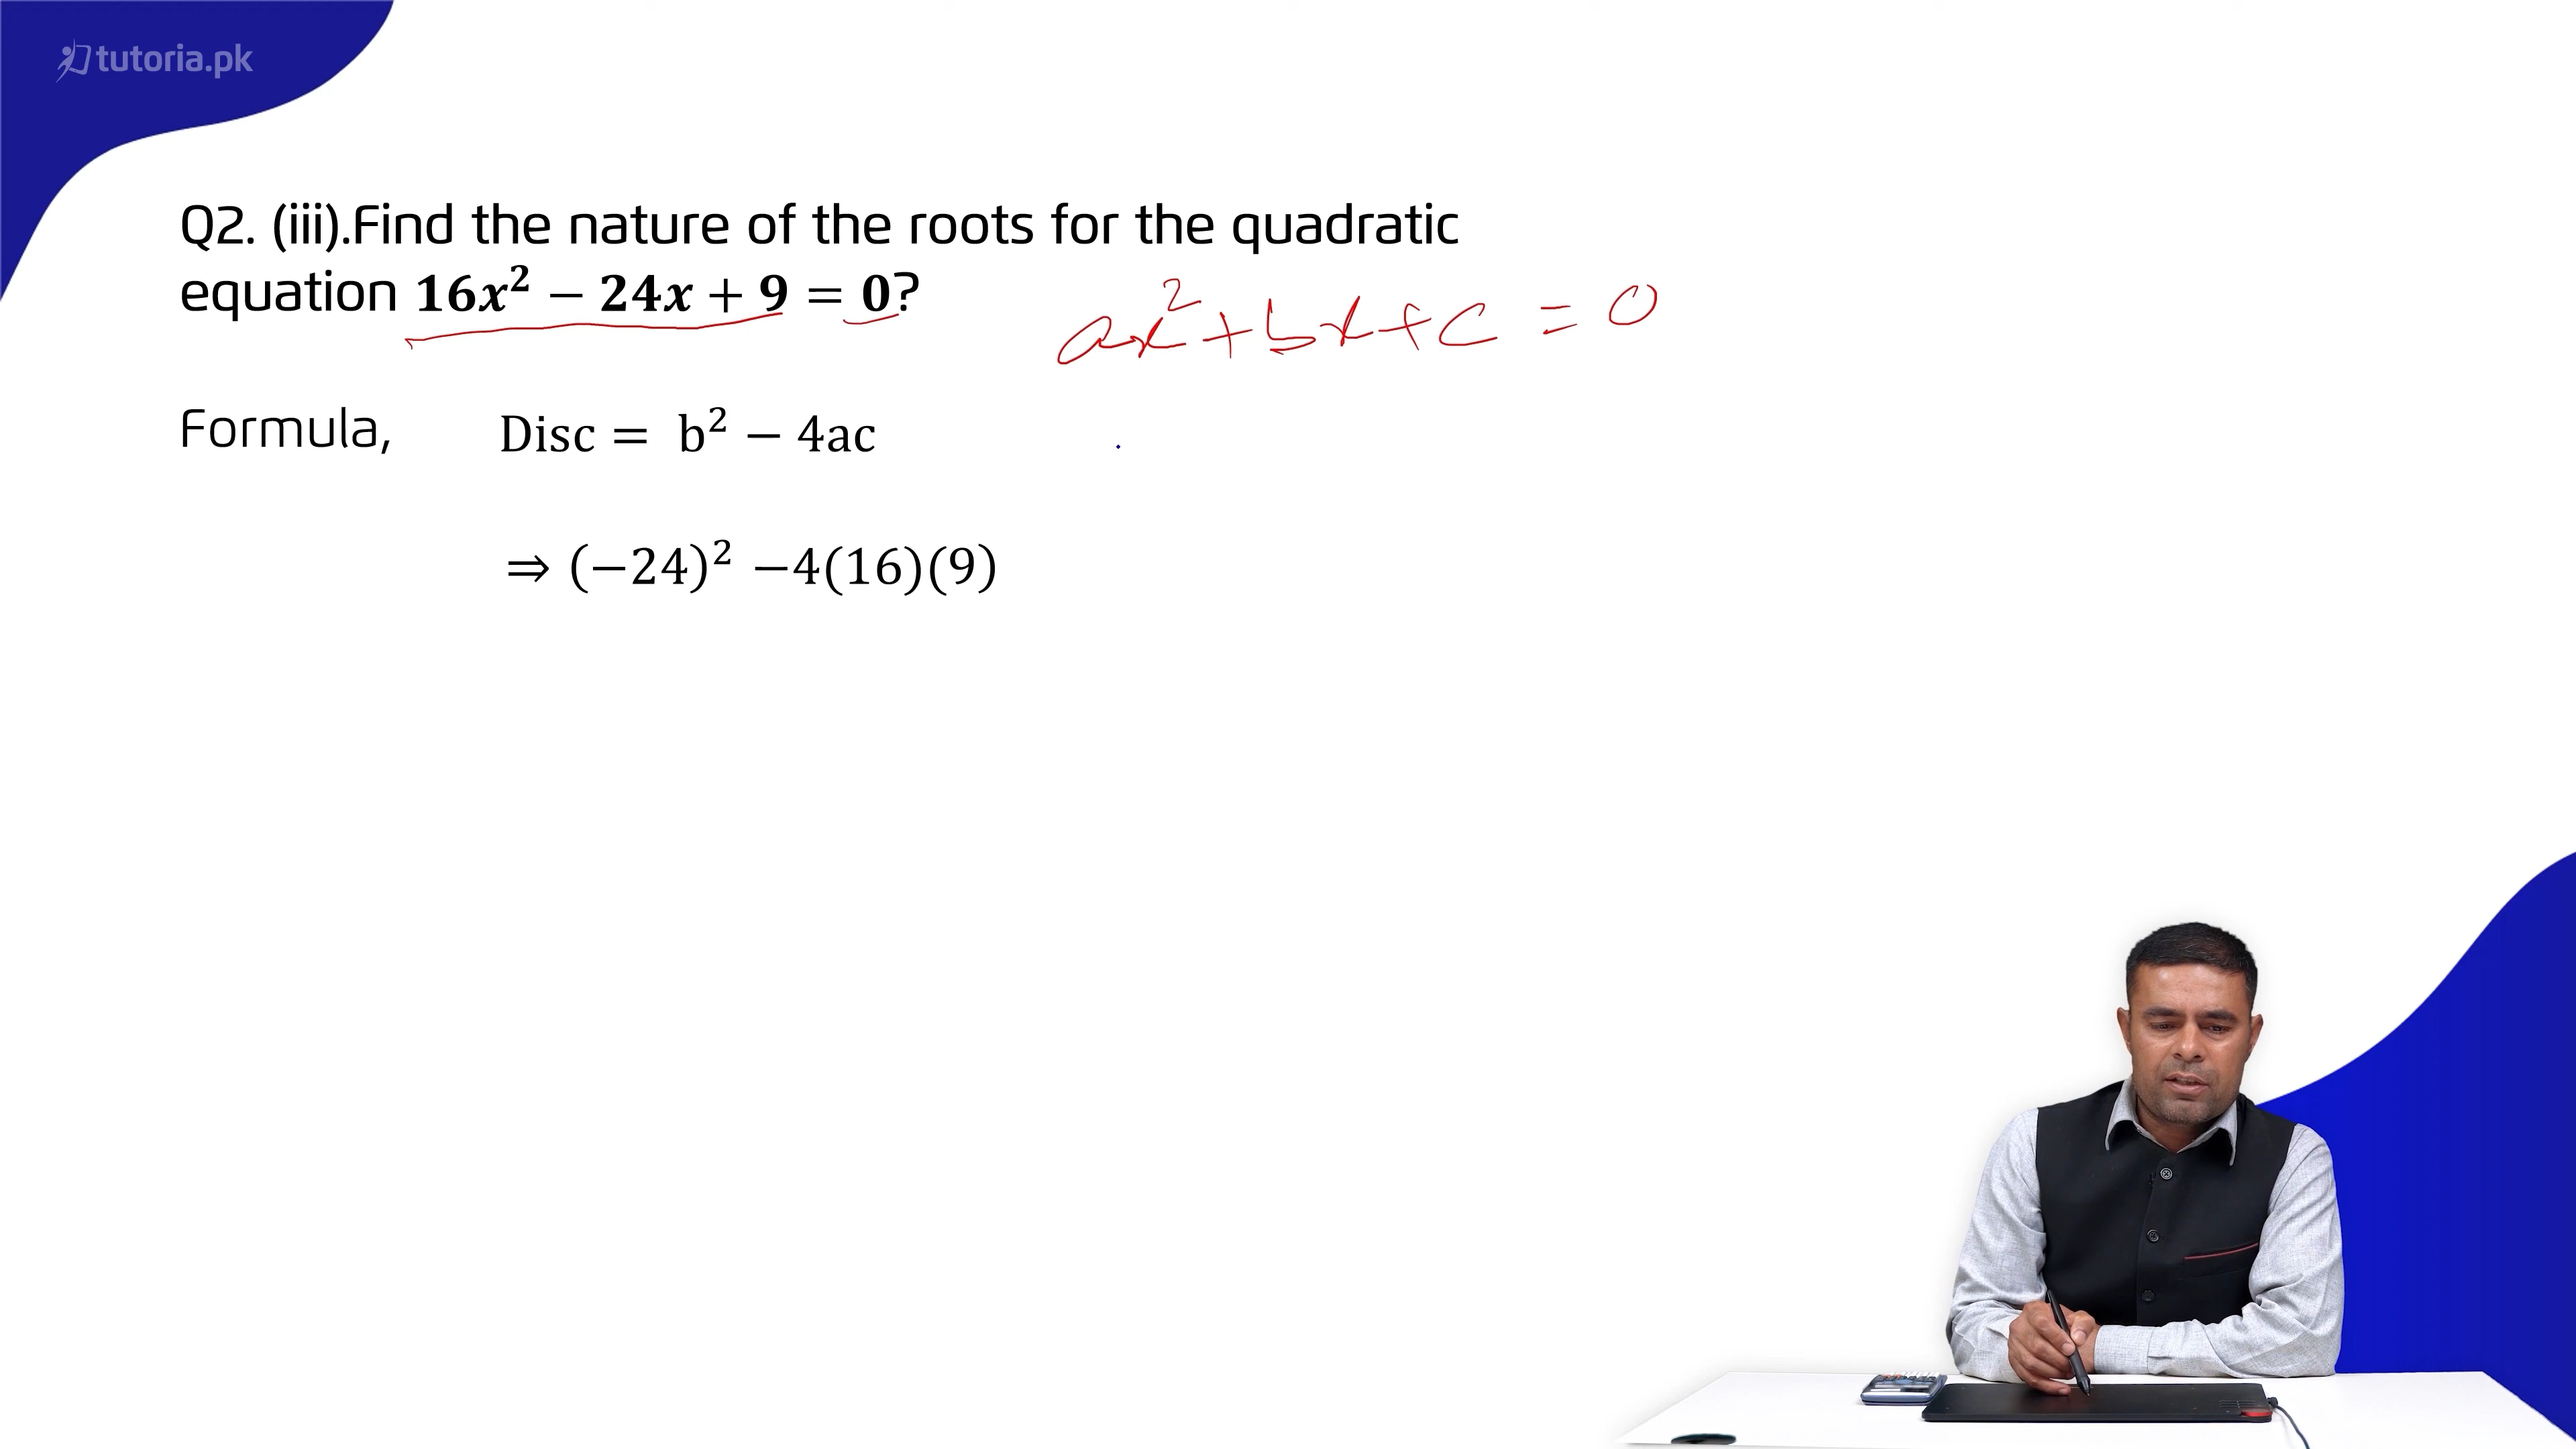 tutoria.pk
Q2. (iii).Find the nature of the roots for the quadratic
equation 16x² − 24x + 9 = 0?
ax²+bx+c = 0
Formula, Disc = b² − 4ac
⇒ (−24)² −4(16)(9)